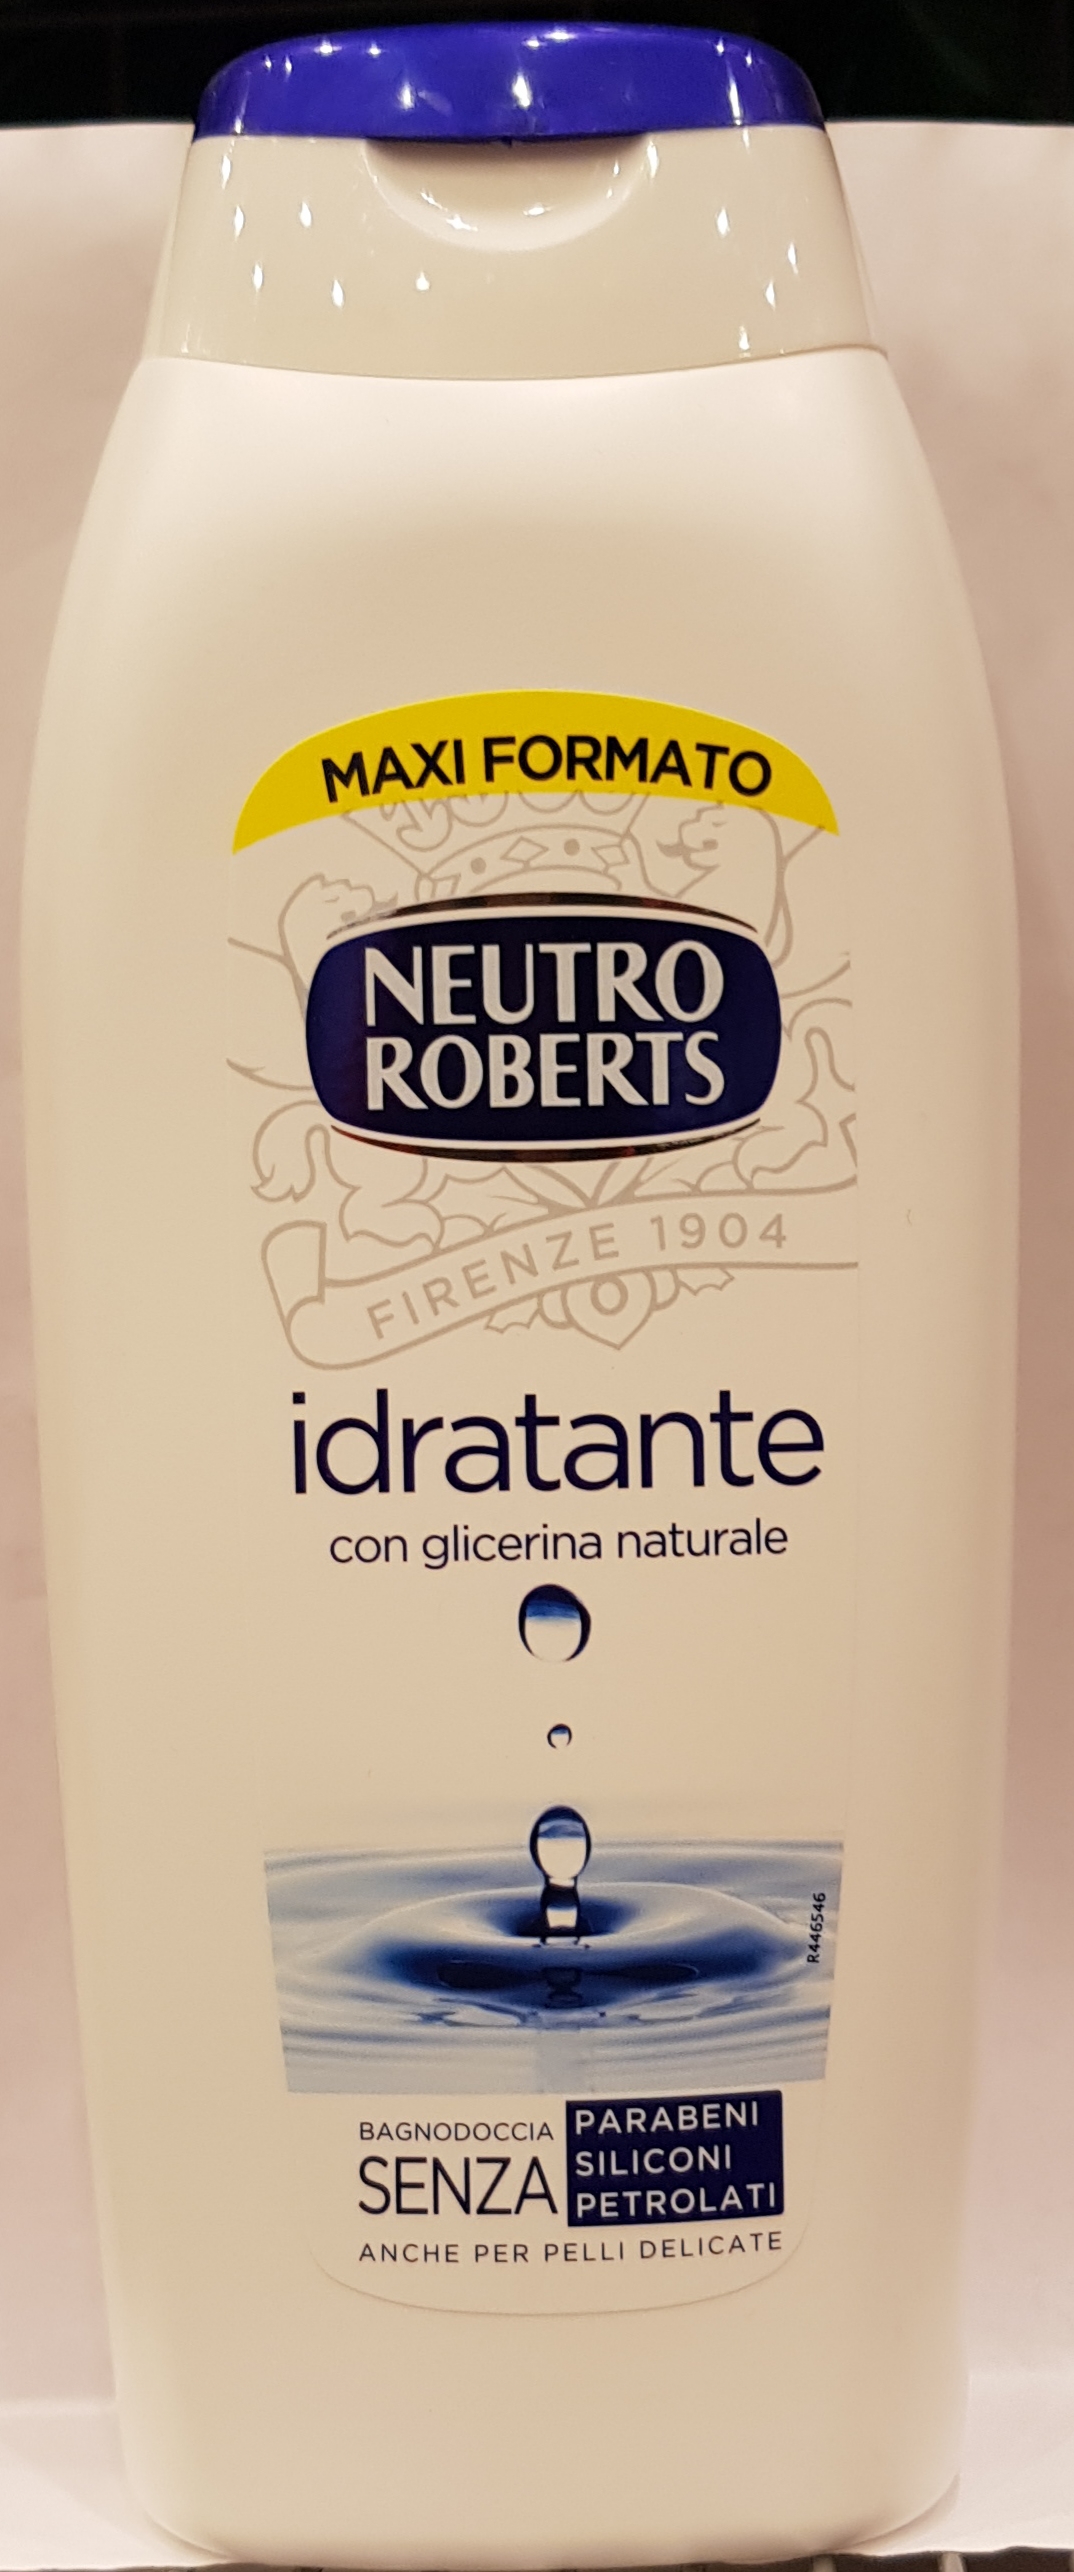 MAXI FORMATO
NEUTRO
ROBERTS
FIRENZE 1904
idratante
con glicerina naturale
R446546
BAGNODOCCIA
SENZA
PARABENI
SILICONI
PETROLATI
ANCHE PER PELLI DELICATE